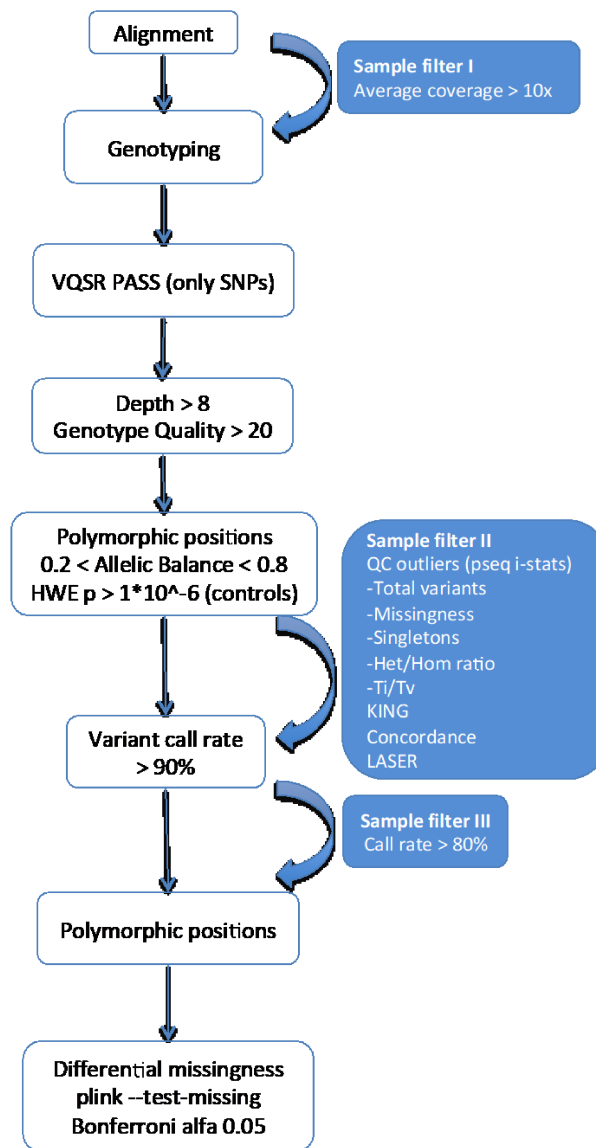 Alignment
Sample filter I
Average coverage > 10x
Genotyping
VQSR PASS (only SNPs)
Depth > 8
Genotype Quality > 20
Polymorphic positions
0.2 < Allelic Balance < 0.8
HWE p > 1*10^-6 (controls)
Sample filter II
QC outliers (pseq i-stats)
-Total variants
-Missingness
-Singletons
-Het/Hom ratio
-Ti/Tv
KING
Concordance
LASER
Variant call rate
> 90%
Sample filter III
Call rate > 80%
Polymorphic positions
Differential missingness
plink --test-missing
Bonferroni alfa 0.05